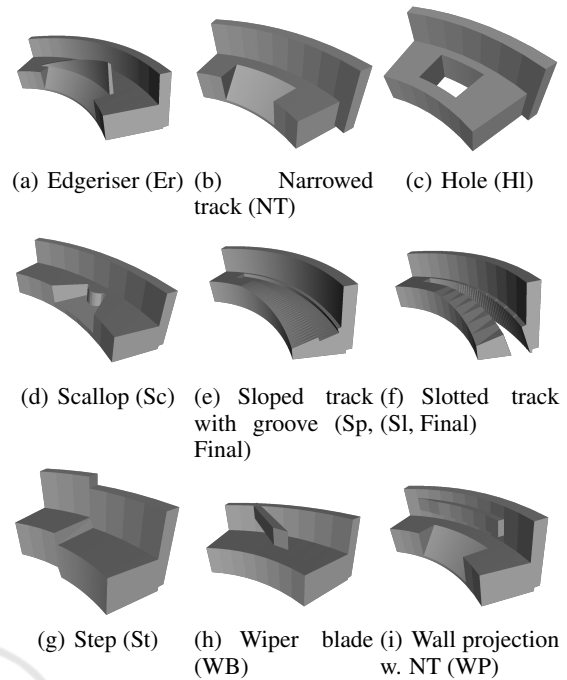 (a) Edgeriser (Er)
(b) Narrowed
track (NT)
(c) Hole (Hl)
(d) Scallop (Sc)
(e) Sloped track
with groove (Sp,
Final)
(f) Slotted track
(Sl, Final)
(g) Step (St)
(h) Wiper blade
(WB)
(i) Wall projection
w. NT (WP)